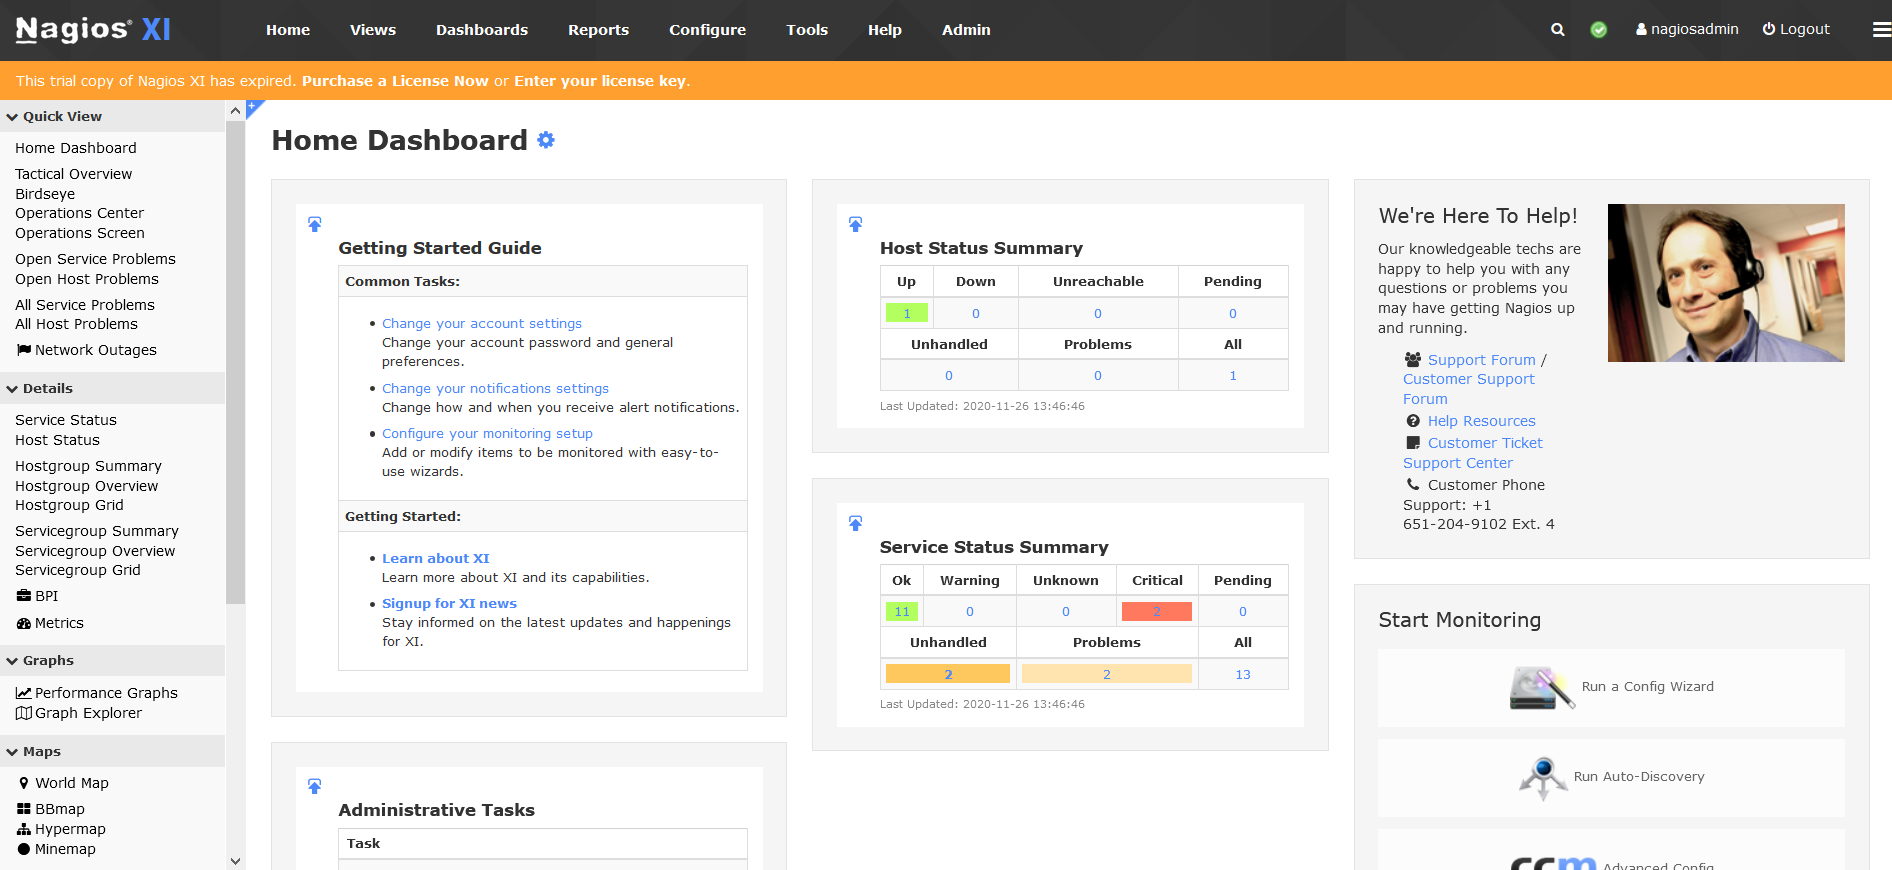 Nagios® XI
Home Views Dashboards Reports Configure Tools Help Admin
nagiosadmin Logout
This trial copy of Nagios XI has expired. Purchase a License Now or Enter your license key.
Quick View
Home Dashboard
Tactical Overview
Birdseye
Operations Center
Operations Screen
Open Service Problems
Open Host Problems
All Service Problems
All Host Problems
Network Outages
Details
Service Status
Host Status
Hostgroup Summary
Hostgroup Overview
Hostgroup Grid
Servicegroup Summary
Servicegroup Overview
Servicegroup Grid
BPI
Metrics
Graphs
Performance Graphs
Graph Explorer
Maps
World Map
BBmap
Hypermap
Minemap
Home Dashboard
Getting Started Guide
Common Tasks:
Change your account settings
Change your account password and general
preferences.
Change your notifications settings
Change how and when you receive alert notifications.
Configure your monitoring setup
Add or modify items to be monitored with easy-to-
use wizards.
Getting Started:
Learn about XI
Learn more about XI and its capabilities.
Signup for XI news
Stay informed on the latest updates and happenings
for XI.
Administrative Tasks
Task
Host Status Summary
Up Down Unreachable Pending
1 0 0 0
Unhandled Problems All
0 0 1
Last Updated: 2020-11-26 13:46:46
Service Status Summary
Ok Warning Unknown Critical Pending
11 0 0 2 0
Unhandled Problems All
2 2 13
Last Updated: 2020-11-26 13:46:46
We're Here To Help!
Our knowledgeable techs are
happy to help you with any
questions or problems you
may have getting Nagios up
and running.
Support Forum /
Customer Support
Forum
Help Resources
Customer Ticket
Support Center
Customer Phone
Support: +1
651-204-9102 Ext. 4
Start Monitoring
Run a Config Wizard
Run Auto-Discovery
ccm Advanced Config